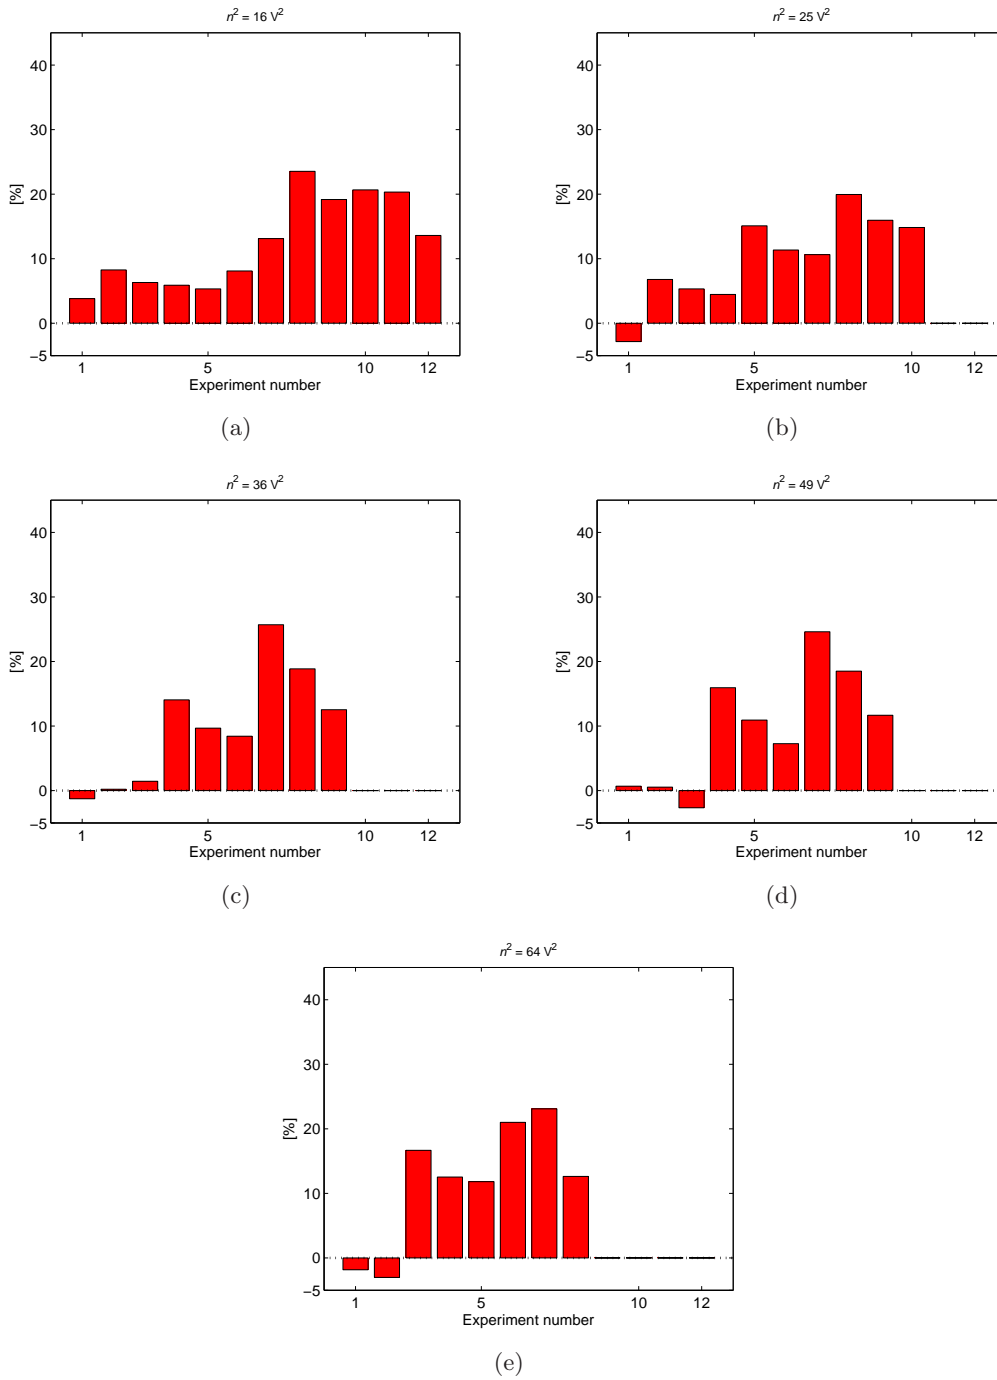 n² = 16 V²
40
30
20
10
0
−5
[%]
1 5 10 12
Experiment number
(a)
n² = 25 V²
40
30
20
10
0
−5
[%]
1 5 10 12
Experiment number
(b)
n² = 36 V²
40
30
20
10
0
−5
[%]
1 5 10 12
Experiment number
(c)
n² = 49 V²
40
30
20
10
0
−5
[%]
1 5 10 12
Experiment number
(d)
n² = 64 V²
40
30
20
10
0
−5
[%]
1 5 10 12
Experiment number
(e)